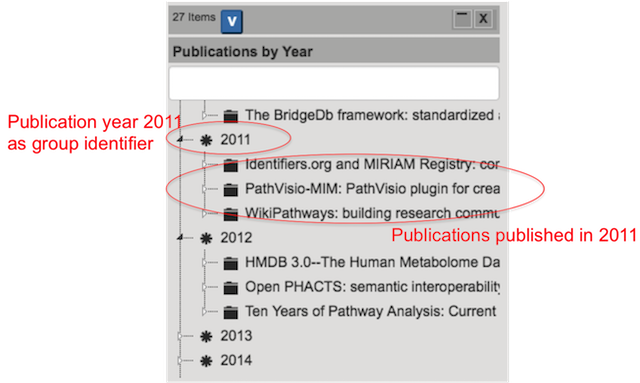 27 Items V X
Publications by Year
The BridgeDb framework: standardized
Publication year 2011
as group identifier
2011
Identifiers.org and MIRIAM Registry: cor
PathVisio-MIM: PathVisio plugin for crea
WikiPathways: building research commu
Publications published in 2011
2012
HMDB 3.0--The Human Metabolome Da
Open PHACTS: semantic interoperability
Ten Years of Pathway Analysis: Current
2013
2014